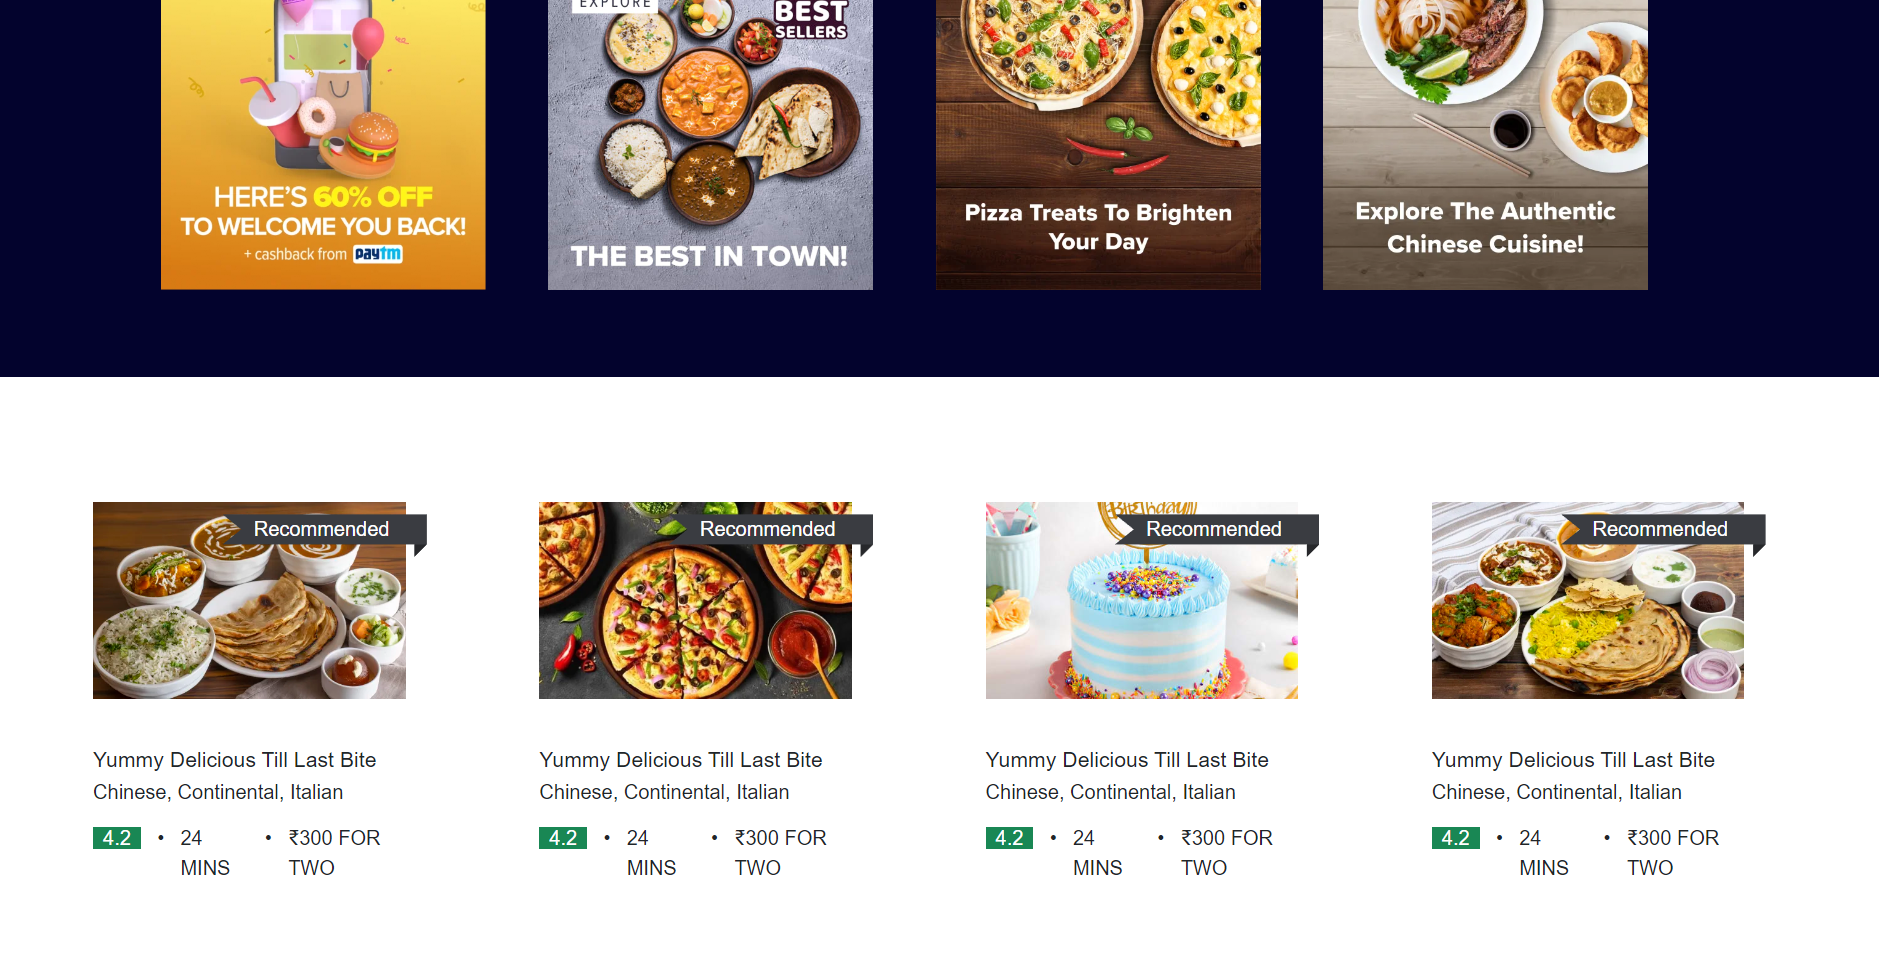 EXPLORE
BEST
SELLERS
HERE'S 60% OFF
TO WELCOME YOU BACK!
+ cashback from paytm
THE BEST IN TOWN!
Pizza Treats To Brighten
Your Day
Explore The Authentic
Chinese Cuisine!
Recommended
Recommended
BIRTHday
Recommended
Recommended
Yummy Delicious Till Last Bite
Chinese, Continental, Italian
4.2 • 24 MINS • ₹300 FOR TWO
Yummy Delicious Till Last Bite
Chinese, Continental, Italian
4.2 • 24 MINS • ₹300 FOR TWO
Yummy Delicious Till Last Bite
Chinese, Continental, Italian
4.2 • 24 MINS • ₹300 FOR TWO
Yummy Delicious Till Last Bite
Chinese, Continental, Italian
4.2 • 24 MINS • ₹300 FOR TWO